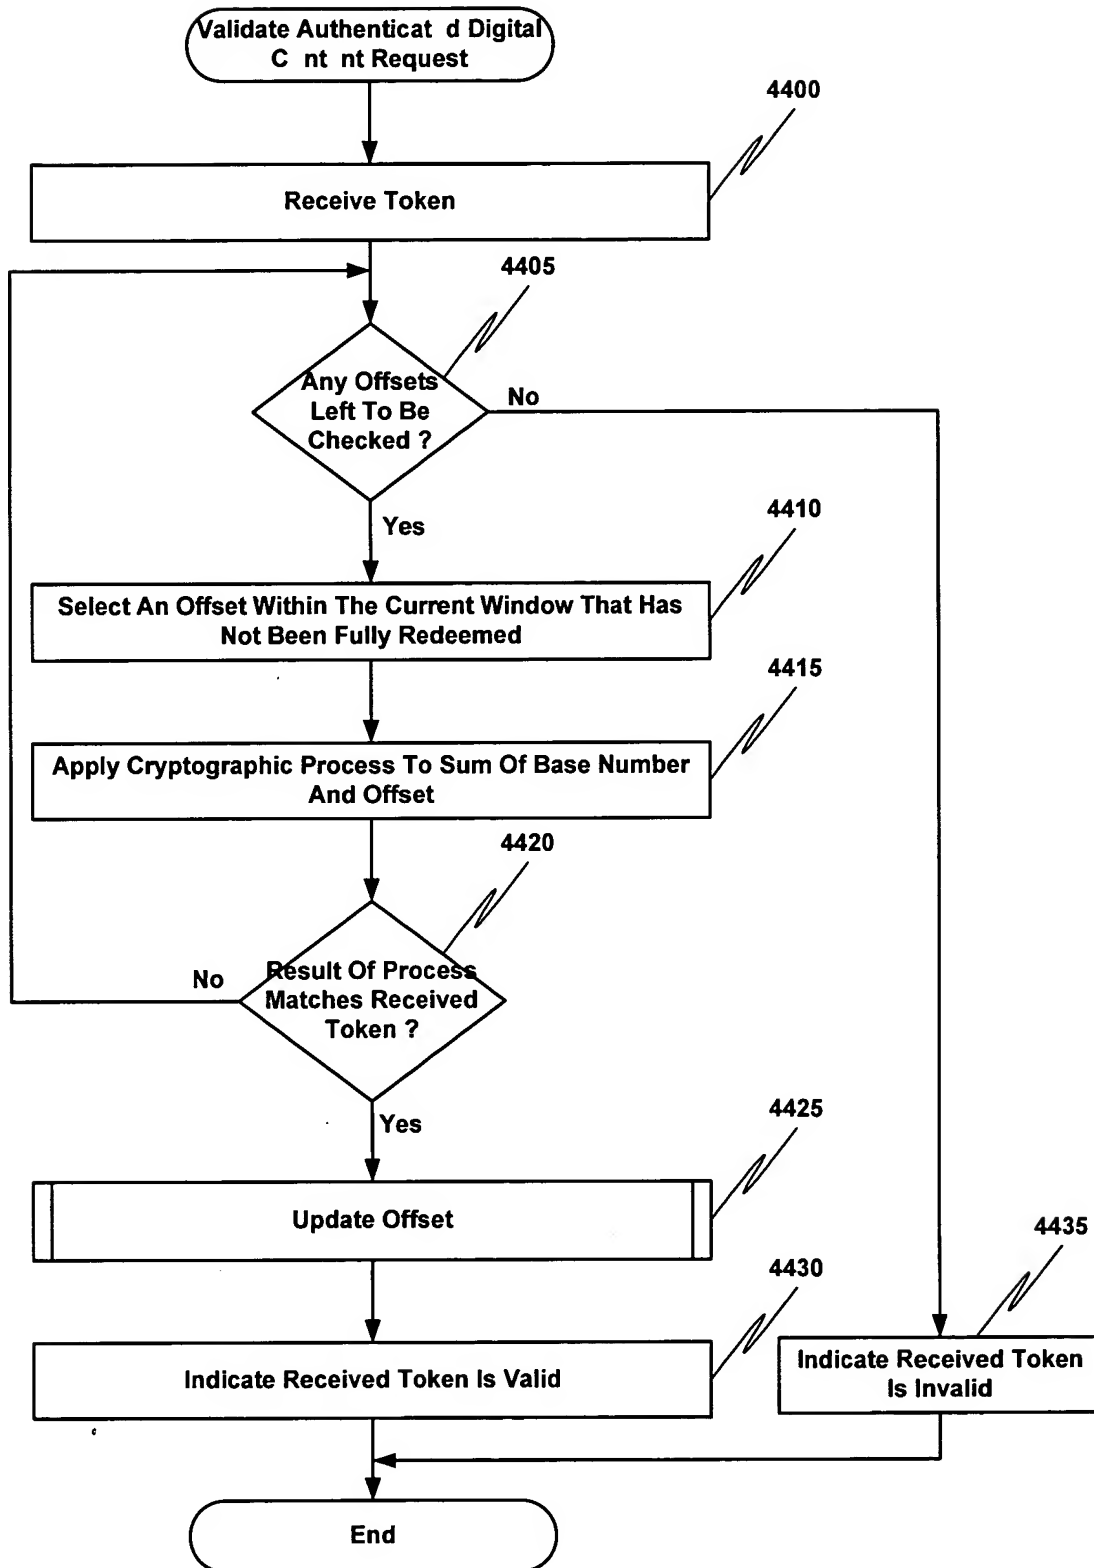 Validate Authenticat d Digital
C nt nt Request
4400
Receive Token
4405
Any Offsets
Left To Be
Checked ?
No
Yes
4410
Select An Offset Within The Current Window That Has
Not Been Fully Redeemed
4415
Apply Cryptographic Process To Sum Of Base Number
And Offset
4420
No
Result Of Process
Matches Received
Token ?
Yes
4425
Update Offset
4435
4430
Indicate Received Token Is Valid
Indicate Received Token
Is Invalid
End